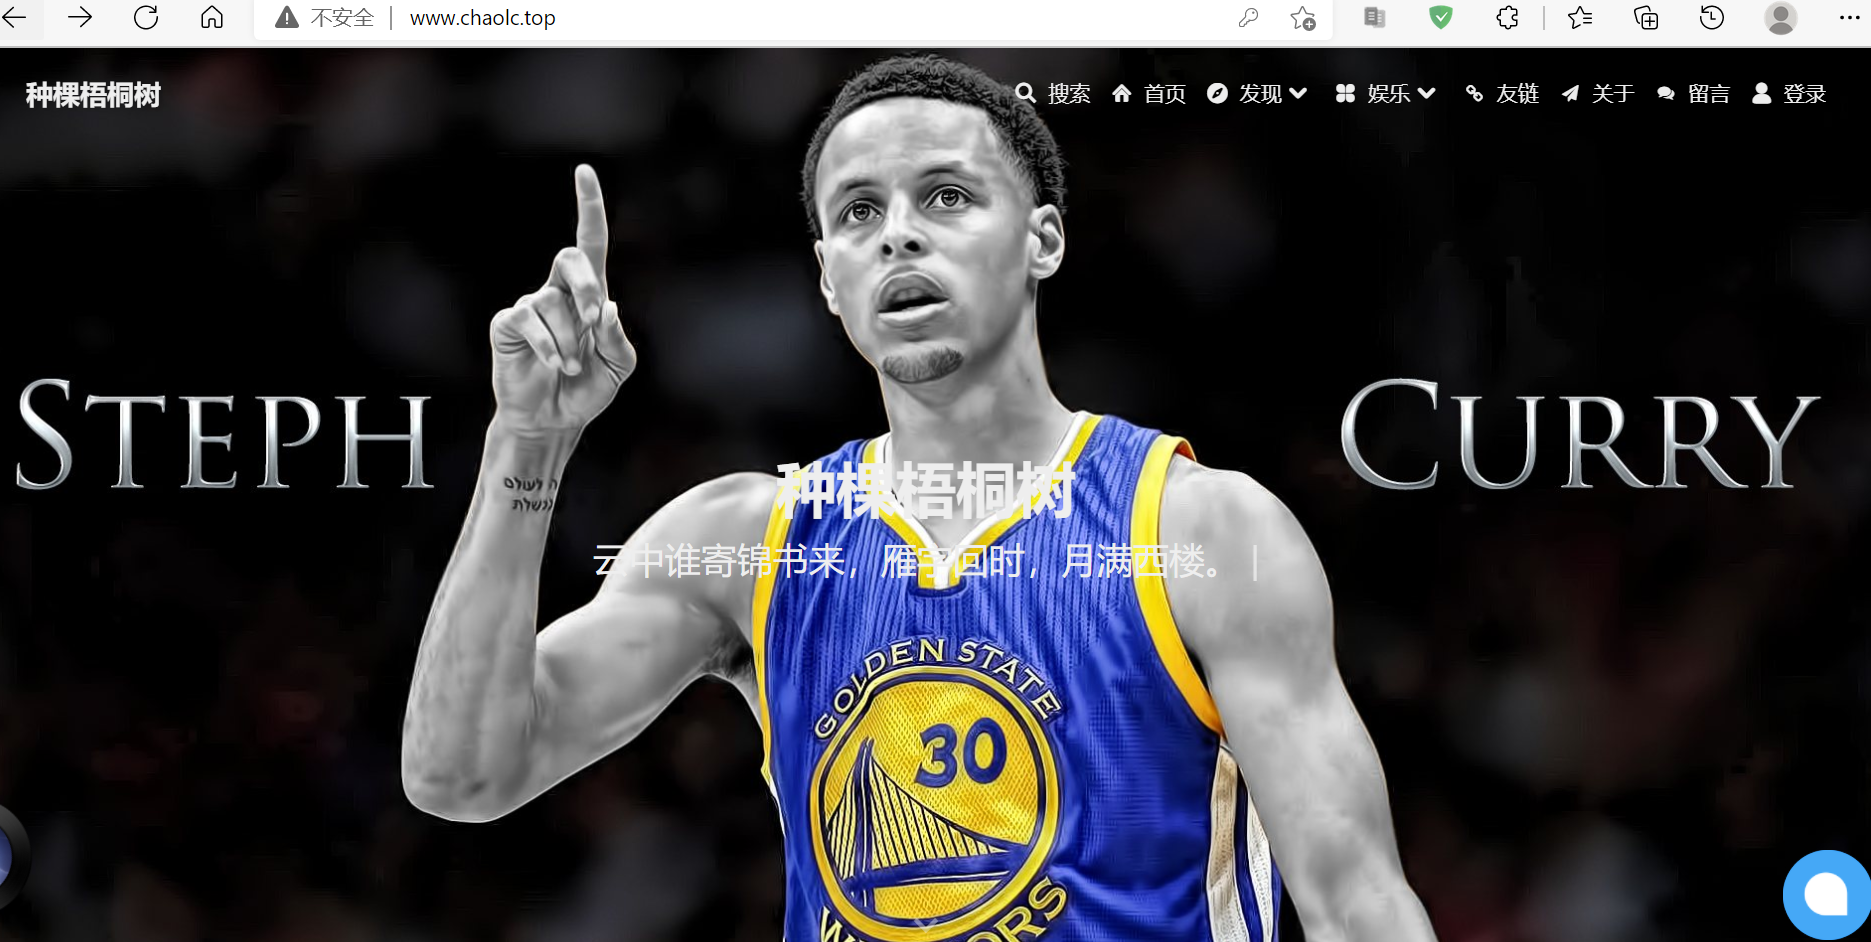 不安全 | www.chaolc.top
种棵梧桐树
搜索 首页 发现 娱乐 友链 关于 留言 登录
STEPH CURRY
种棵梧桐树
云中谁寄锦书来，雁字回时，月满西楼。 |
GOLDEN STATE
30